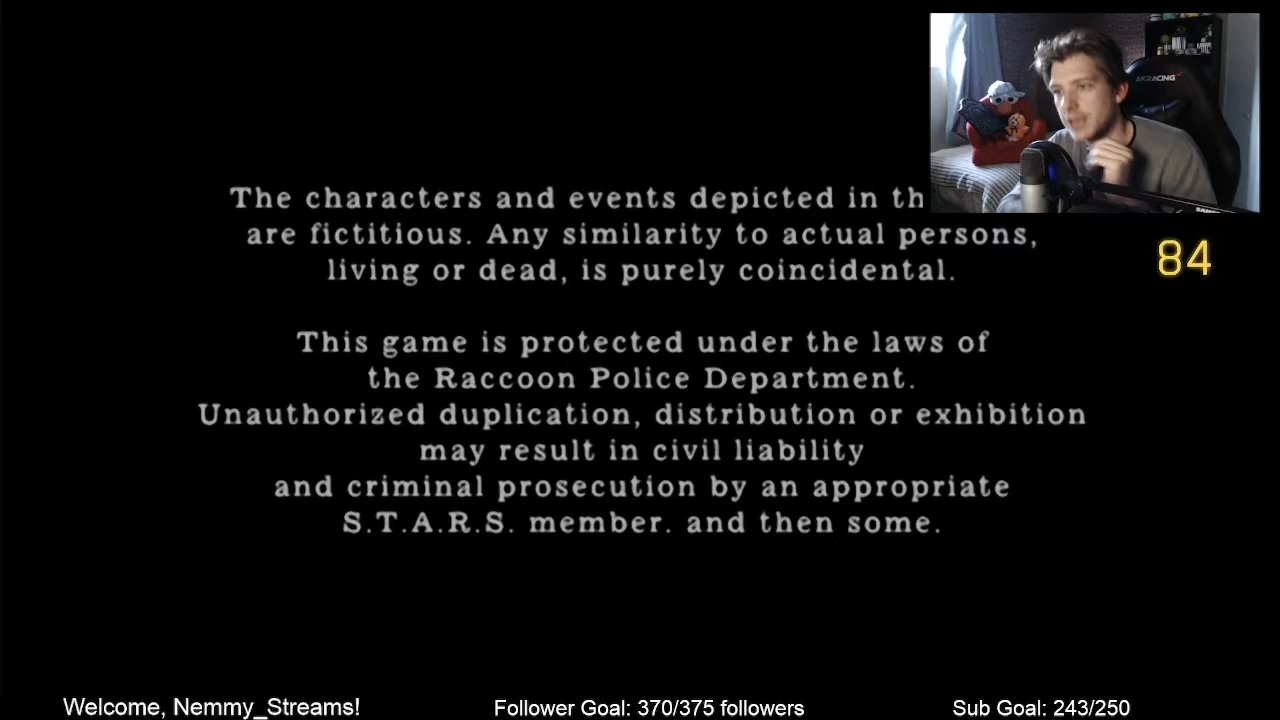 AKRACING
The characters and events depicted in th
are fictitious. Any similarity to actual persons,
living or dead, is purely coincidental.
84
This game is protected under the laws of
the Raccoon Police Department.
Unauthorized duplication, distribution or exhibition
may result in civil liability
and criminal prosecution by an appropriate
S.T.A.R.S. member. and then some.
Welcome, Nemmy_Streams!
Follower Goal: 370/375 followers
Sub Goal: 243/250